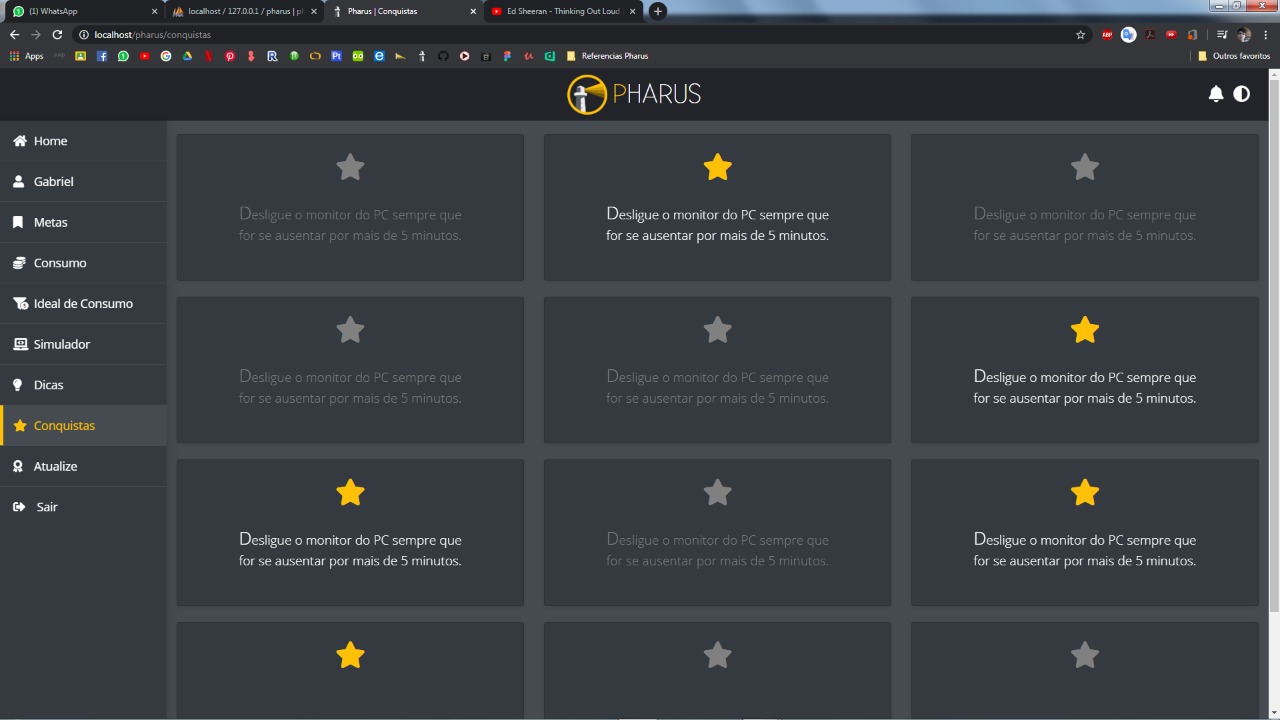 (1) WhatsApp
localhost / 127.0.0.1 / pharus | ph
Pharus | Conquistas
Ed Sheeran - Thinking Out Loud
localhost/pharus/conquistas
Apps
Referencias Pharus
Outros favoritos
PHARUS
Home
Gabriel
Metas
Consumo
Ideal de Consumo
Simulador
Dicas
Conquistas
Atualize
Sair
Desligue o monitor do PC sempre que
for se ausentar por mais de 5 minutos.
Desligue o monitor do PC sempre que
for se ausentar por mais de 5 minutos.
Desligue o monitor do PC sempre que
for se ausentar por mais de 5 minutos.
Desligue o monitor do PC sempre que
for se ausentar por mais de 5 minutos.
Desligue o monitor do PC sempre que
for se ausentar por mais de 5 minutos.
Desligue o monitor do PC sempre que
for se ausentar por mais de 5 minutos.
Desligue o monitor do PC sempre que
for se ausentar por mais de 5 minutos.
Desligue o monitor do PC sempre que
for se ausentar por mais de 5 minutos.
Desligue o monitor do PC sempre que
for se ausentar por mais de 5 minutos.